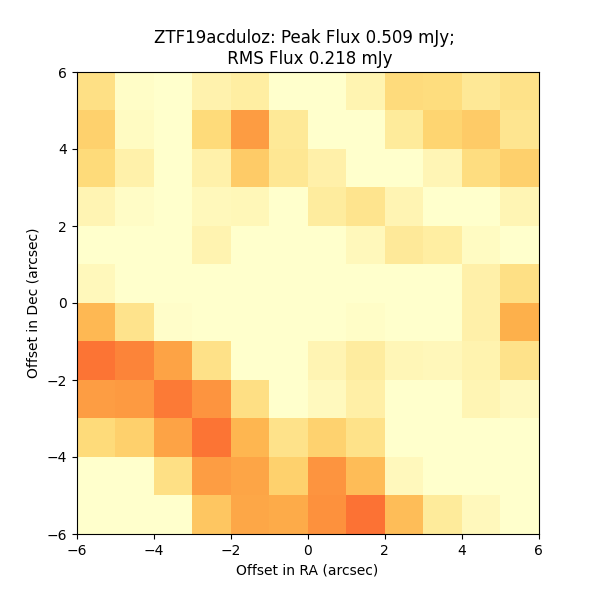 ZTF19acduloz: Peak Flux 0.509 mJy;
RMS Flux 0.218 mJy
6
4
2
0
−2
−4
−6
Offset in Dec (arcsec)
−6 −4 −2 0 2 4 6
Offset in RA (arcsec)